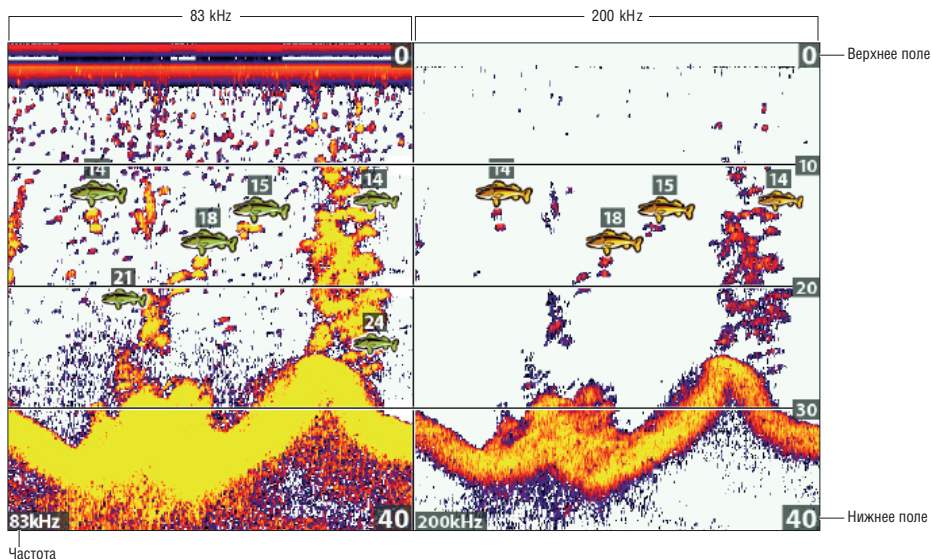 83 kHz
200 kHz
0
0
Верхнее поле
10
14
15
14
18
14
15
14
18
20
21
24
30
83kHz
40
200kHz
40
Нижнее поле
Частота